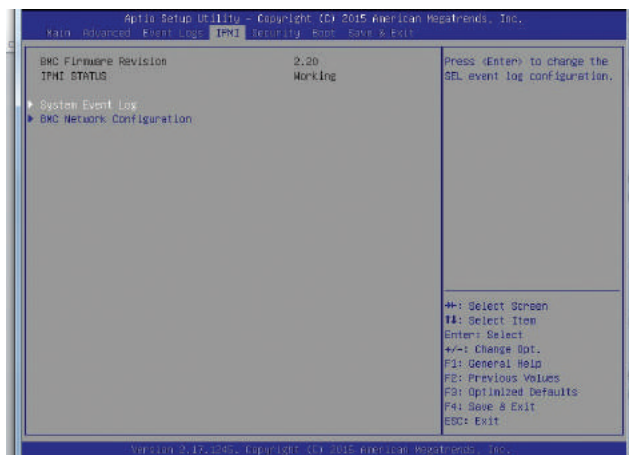 Aptio Setup Utility - Copyright (C) 2015 American Megatrends, Inc.
Main Advanced Event Logs IPMI Security Boot Save & Exit
BMC Firmware Revision 2.20
IPMI STATUS Working
System Event Log
BMC Network Configuration
Press <Enter> to change the
SEL event log configuration.
→←: Select Screen
↑↓: Select Item
Enter: Select
+/-: Change Opt.
F1: General Help
F2: Previous Values
F3: Optimized Defaults
F4: Save & Exit
ESC: Exit
Version 2.17.1245. Copyright (C) 2015 American Megatrends, Inc.